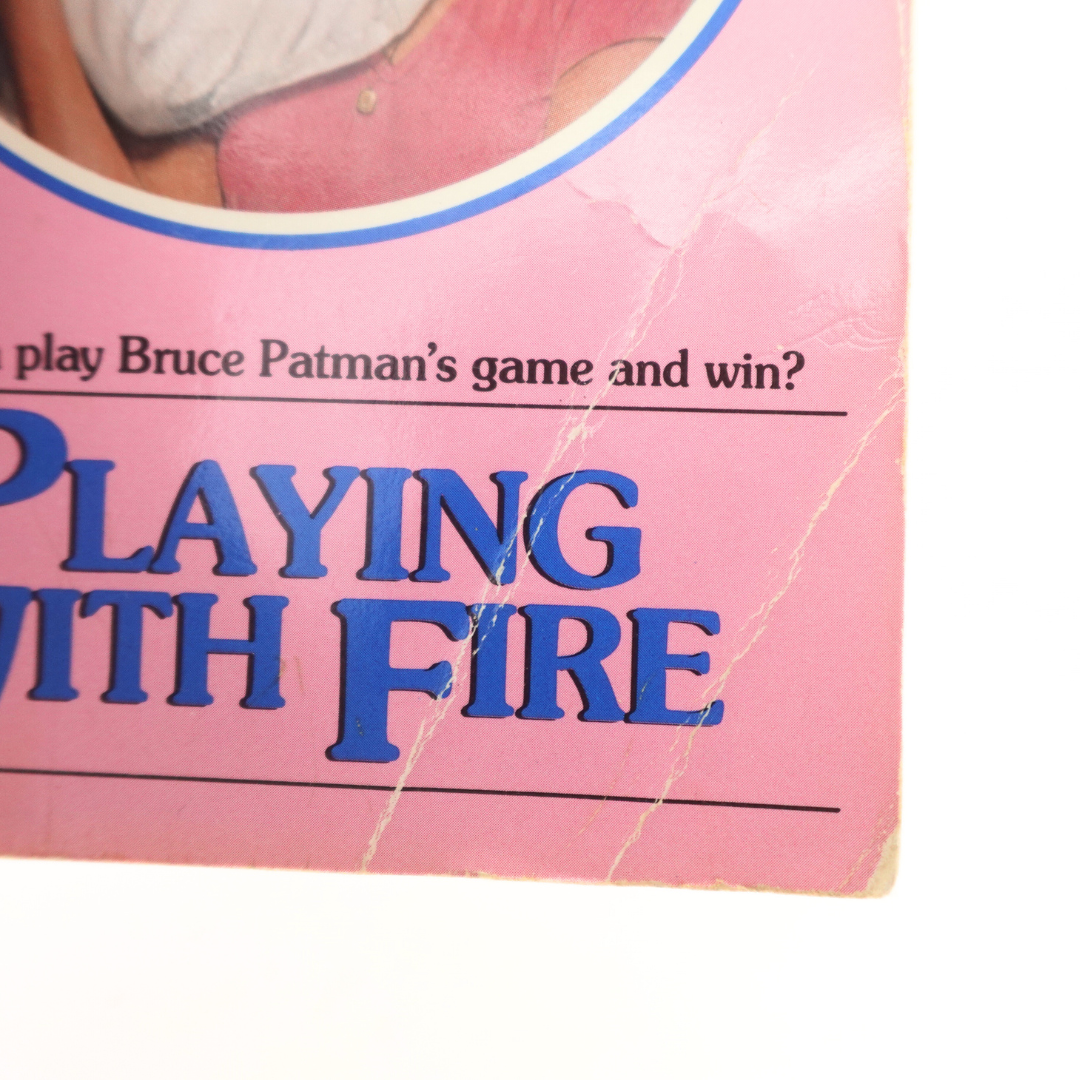 play Bruce Patman's game and win?
PLAYING
WITH FIRE